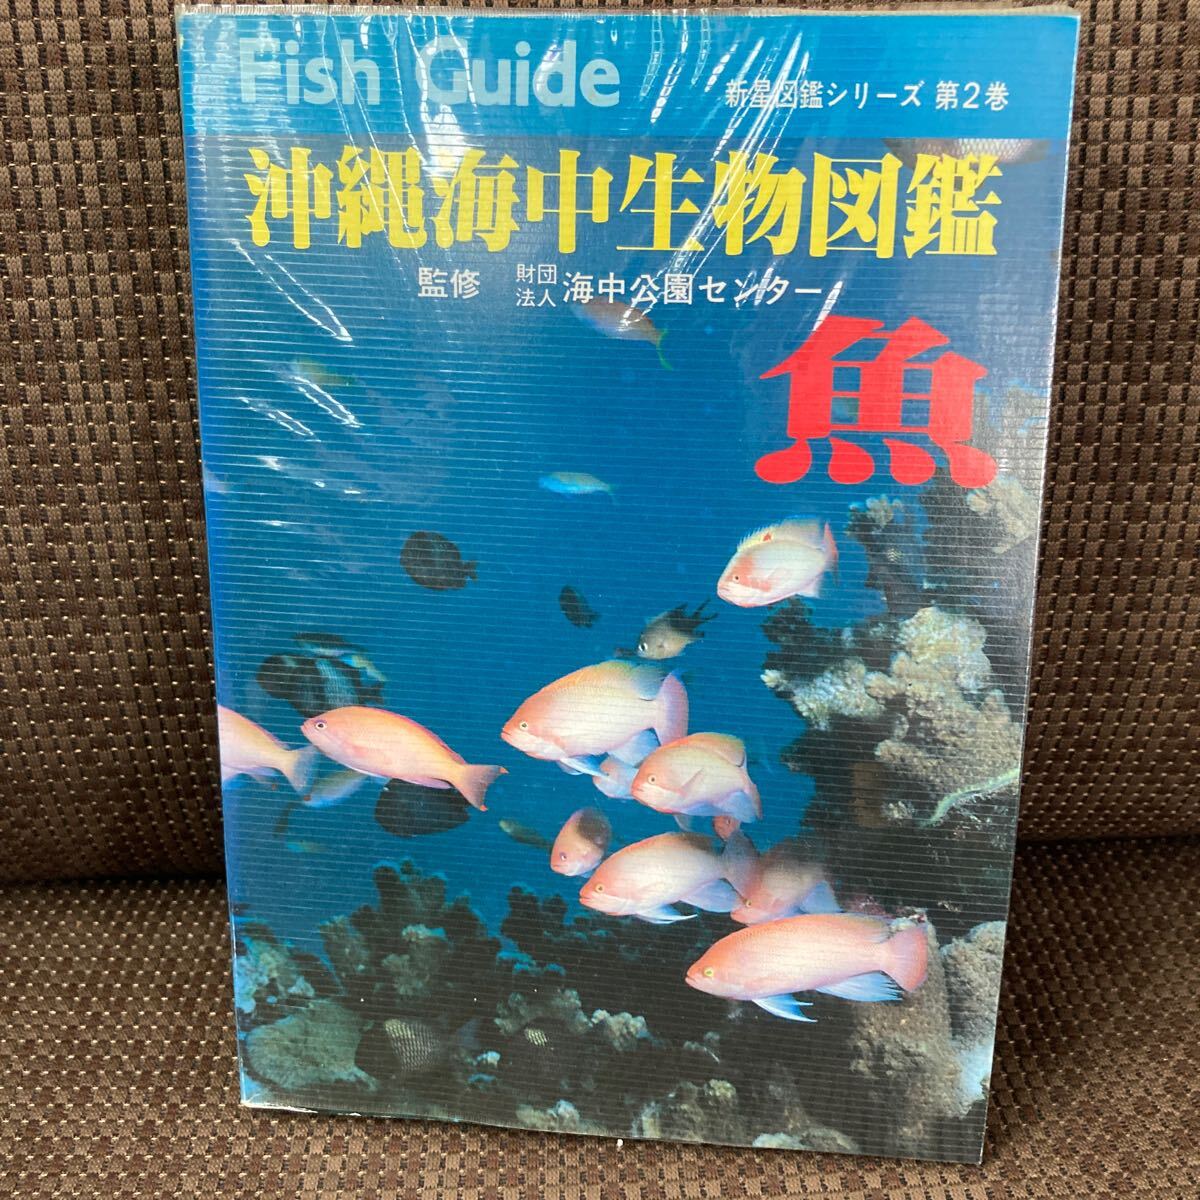 Fish Guide
新星図鑑シリーズ 第2巻
沖縄海中生物図鑑
監修 財団法人 海中公園センター
魚